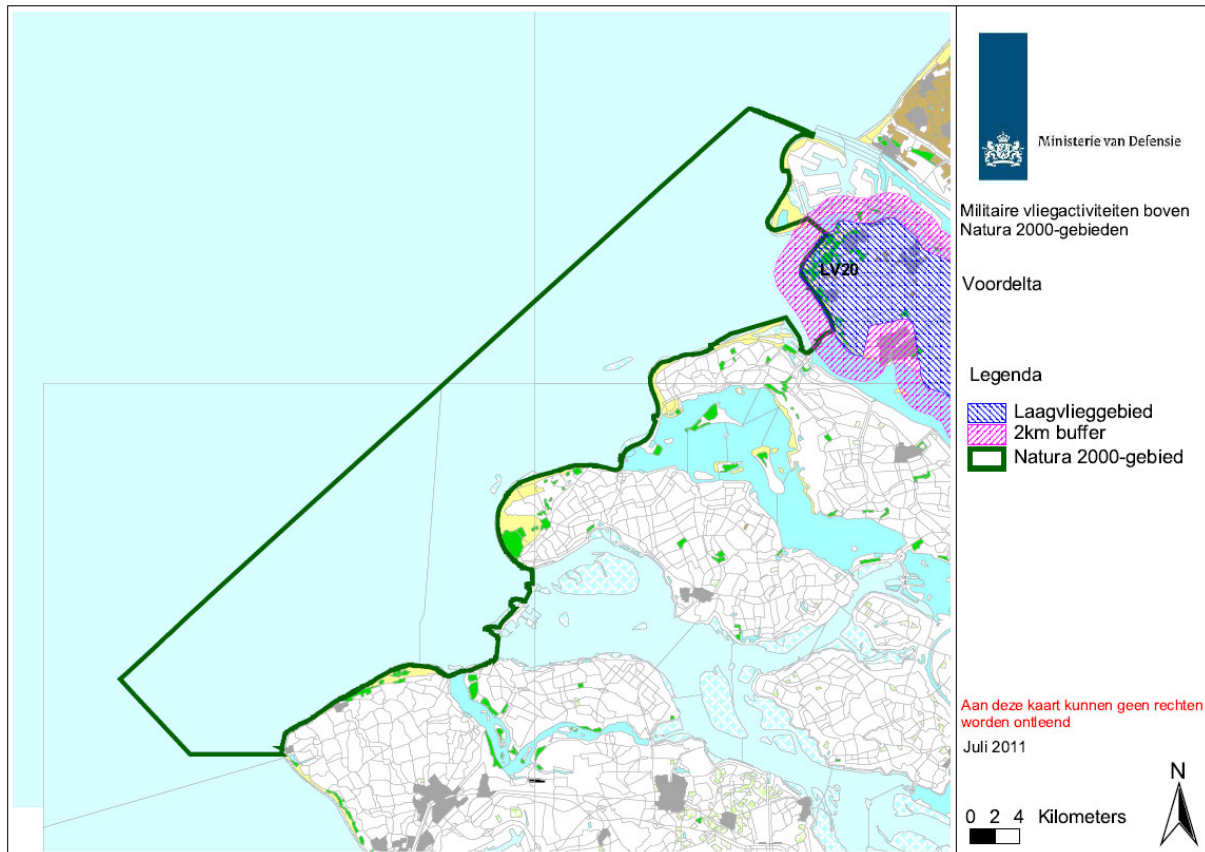 LV20
Ministerie van Defensie
Militaire vliegactiviteiten boven
Natura 2000-gebieden
Voordelta
Legenda
Laagvlieggebied
2km buffer
Natura 2000-gebied
Aan deze kaart kunnen geen rechten
worden ontleend
Juli 2011
N
0 2 4 Kilometers